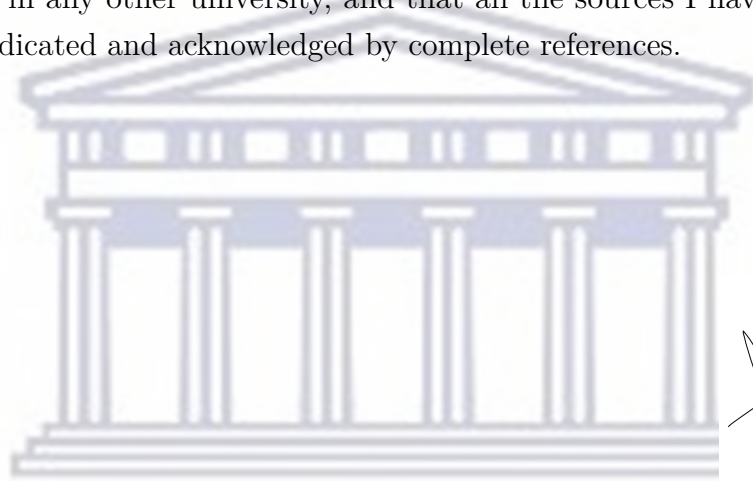 in any other university, and that all the sources I hav
dicated and acknowledged by complete references.